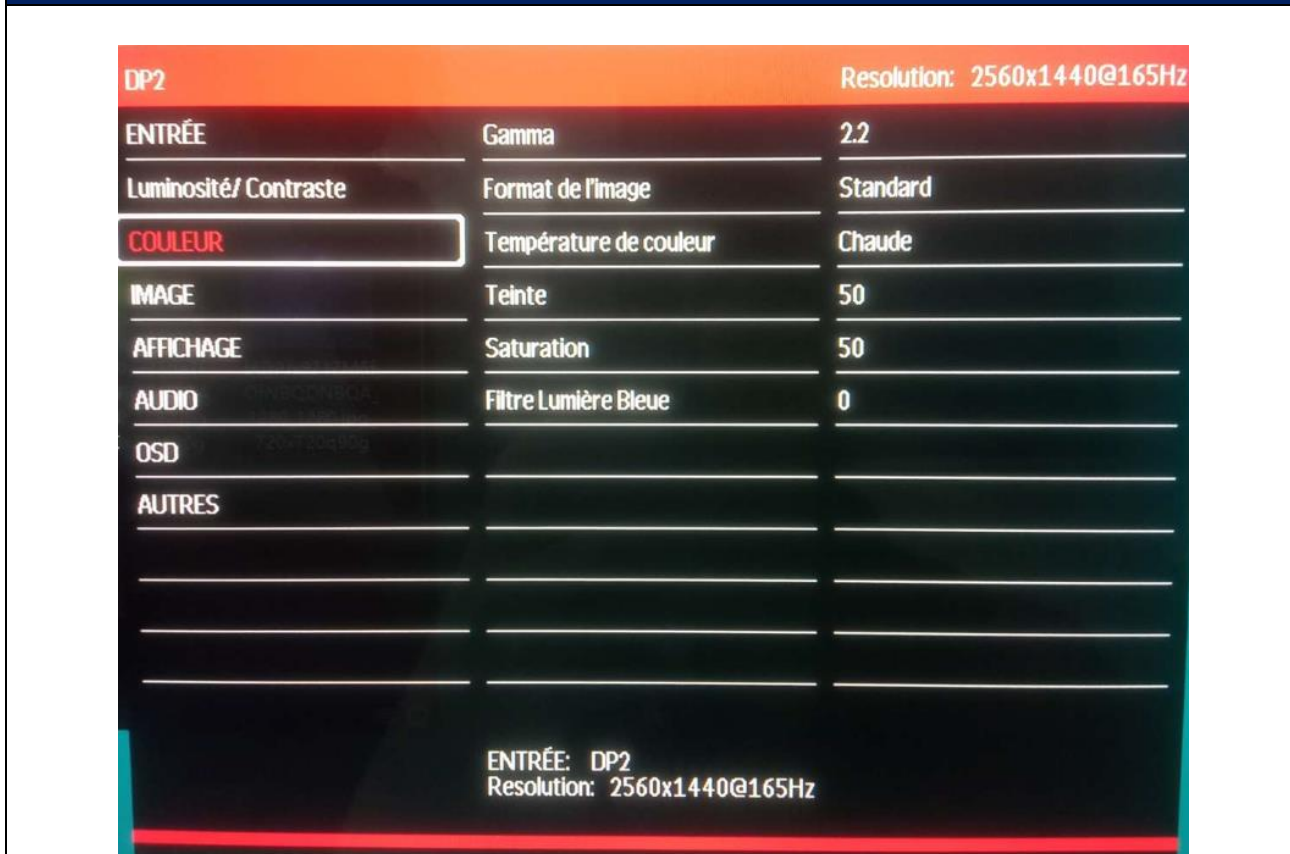 DP2 Resolution: 2560x1440@165Hz
ENTRÉE Gamma 2.2
Luminosité/ Contraste Format de l'image Standard
COULEUR Température de couleur Chaude
IMAGE Teinte 50
AFFICHAGE Saturation 50
AUDIO Filtre Lumière Bleue 0
OSD
AUTRES
ENTRÉE: DP2
Resolution: 2560x1440@165Hz